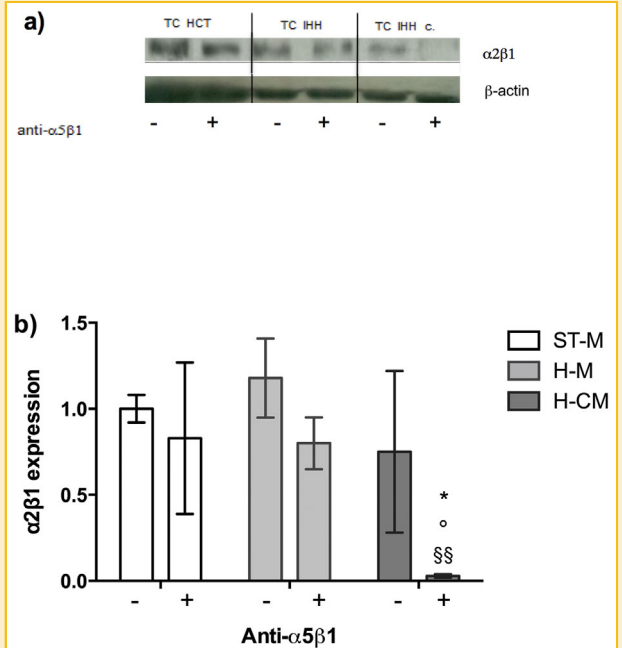 a)
TC HCT TC IHH TC IHH c.
α2β1
β-actin
anti-α5β1 - + - + - +
b)
1.5
1.0
0.5
0.0
α2β1 expression
ST-M
H-M
H-CM
*
°
§§
- + - + - +
Anti-α5β1